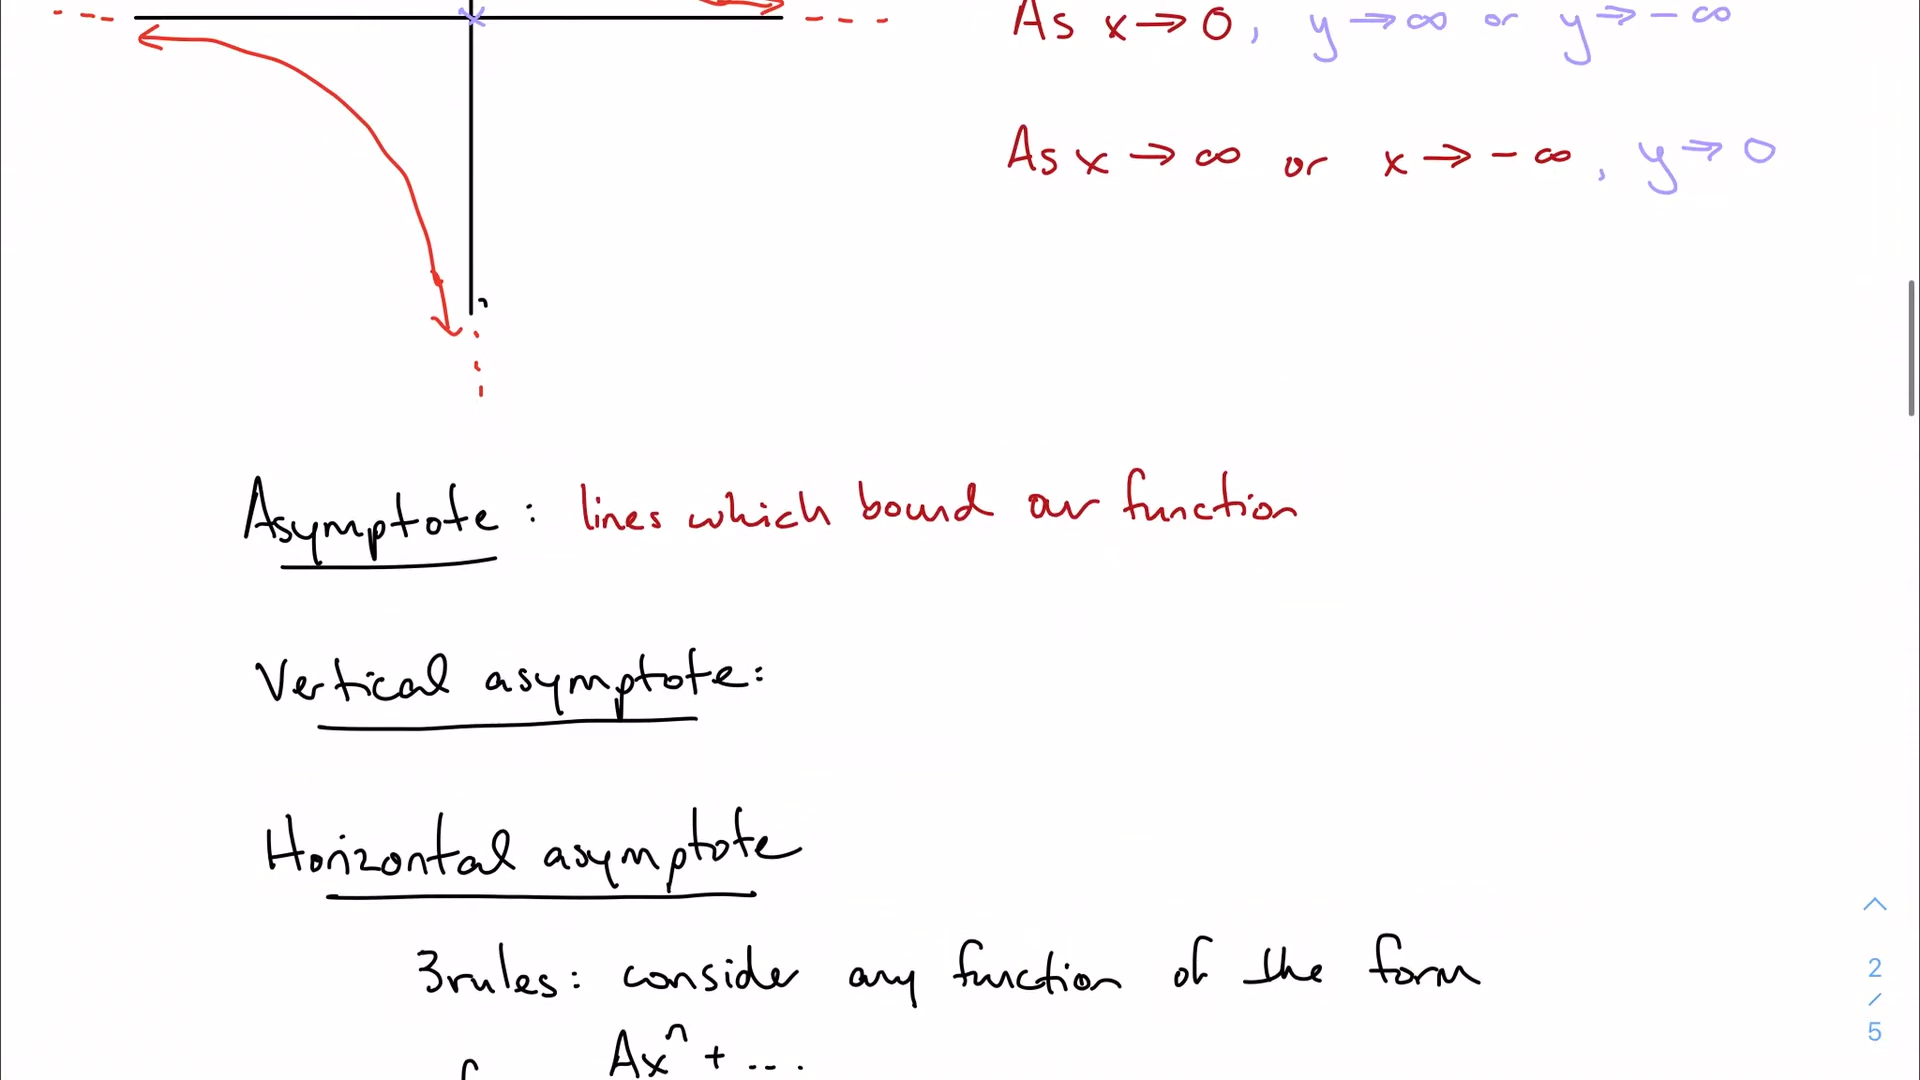 As x → 0, y → ∞ or y → - ∞
As x → ∞ or x → - ∞, y → 0
Asymptote: lines which bound our function
Vertical asymptote:
Horizontal asymptote
3 rules: consider any function of the form
Axⁿ + ...
2
/
5